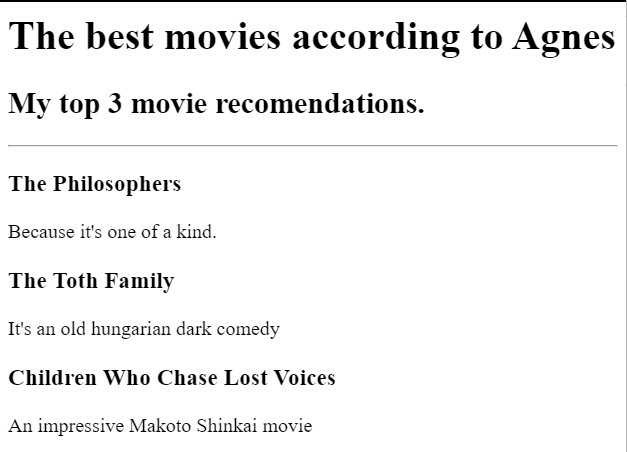 The best movies according to Agnes
My top 3 movie recomendations.
The Philosophers
Because it's one of a kind.
The Toth Family
It's an old hungarian dark comedy
Children Who Chase Lost Voices
An impressive Makoto Shinkai movie